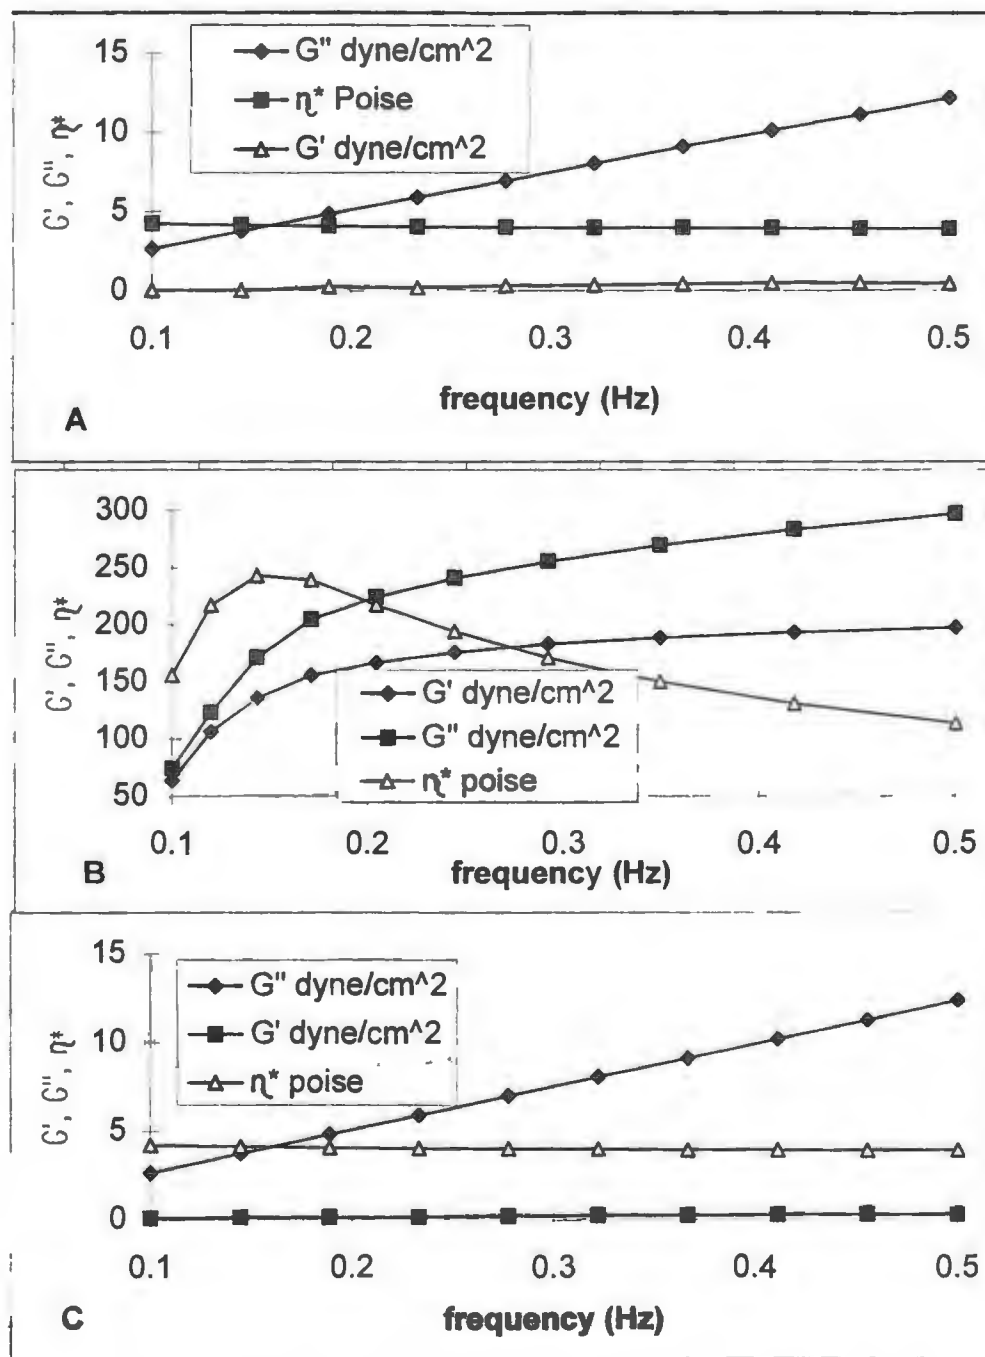 15
G'' dyne/cm^2
η* Poise
10
G' dyne/cm^2
G', G'', η*
5
0
0.1 0.2 0.3 0.4 0.5
frequency (Hz)
A
300
250
200
G', G'', η*
150
G' dyne/cm^2
G'' dyne/cm^2
100
η* poise
50
0.1 0.2 0.3 0.4 0.5
frequency (Hz)
B
15
G'' dyne/cm^2
G' dyne/cm^2
10
η* poise
G', G'', η*
5
0
0.1 0.2 0.3 0.4 0.5
frequency (Hz)
C